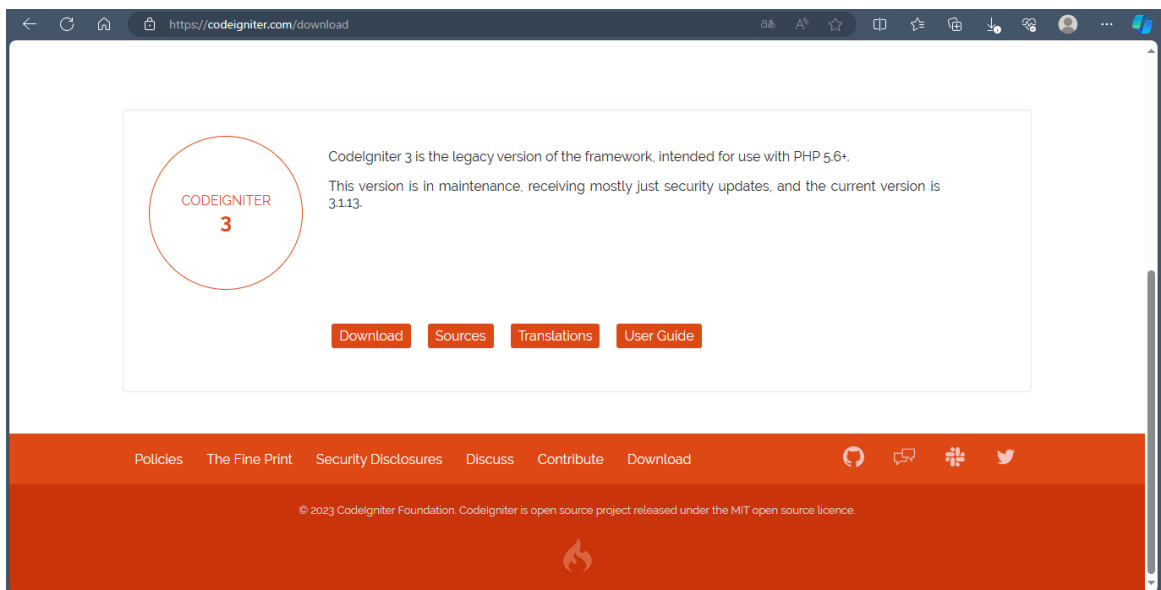 https://codeigniter.com/download
CODEIGNITER
3
CodeIgniter 3 is the legacy version of the framework, intended for use with PHP 5.6+.
This version is in maintenance, receiving mostly just security updates, and the current version is
3.1.13.
Download Sources Translations User Guide
Policies The Fine Print Security Disclosures Discuss Contribute Download
© 2023 CodeIgniter Foundation. CodeIgniter is open source project released under the MIT open source licence.